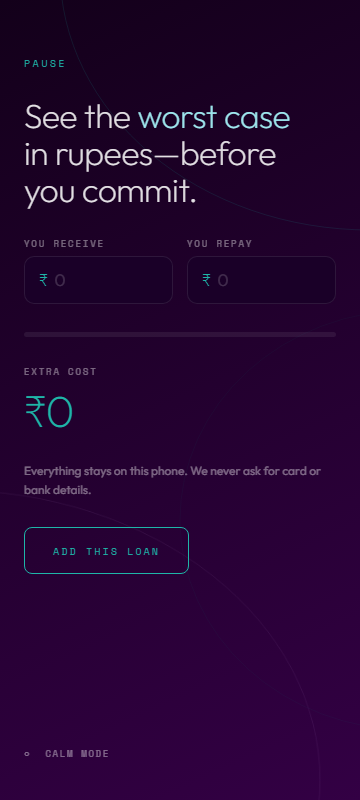 PAUSE
See the worst case
in rupees—before
you commit.
YOU RECEIVE
YOU REPAY
₹ 0
₹ 0
EXTRA COST
₹0
Everything stays on this phone. We never ask for card or
bank details.
ADD THIS LOAN
CALM MODE